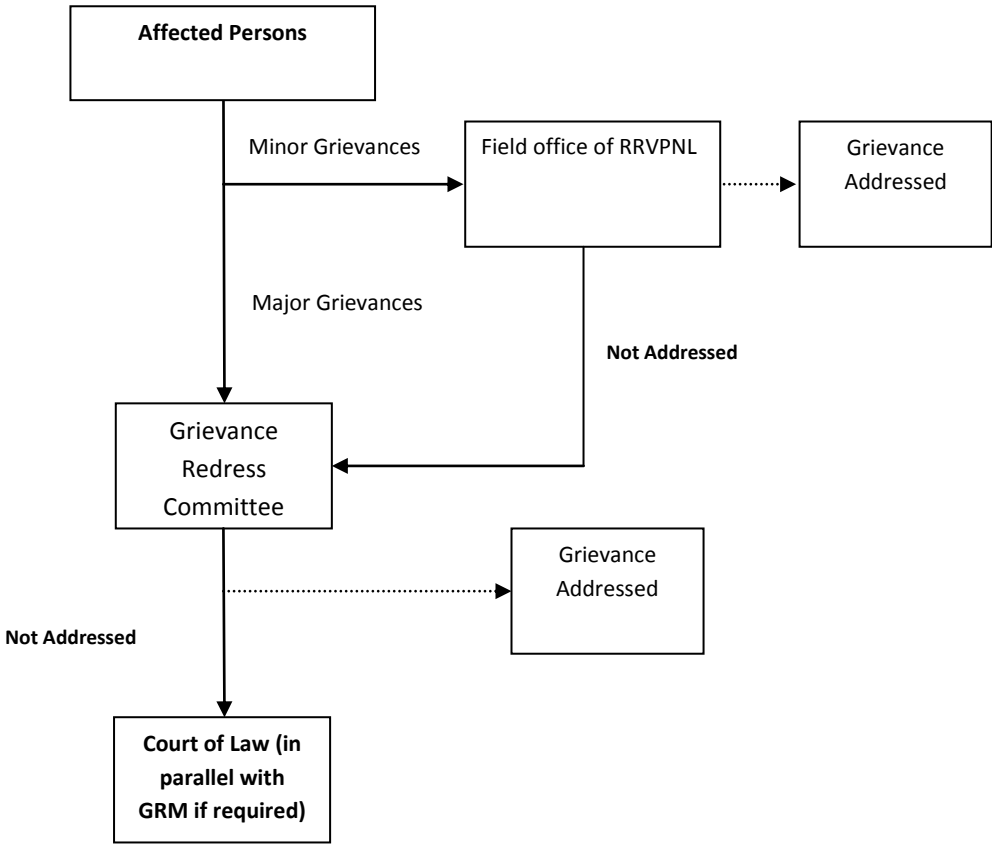 Affected Persons
Minor Grievances
Field office of RRVPNL
Grievance
Addressed
Major Grievances
Not Addressed
Grievance
Redress
Committee
Grievance
Addressed
Not Addressed
Court of Law (in
parallel with
GRM if required)